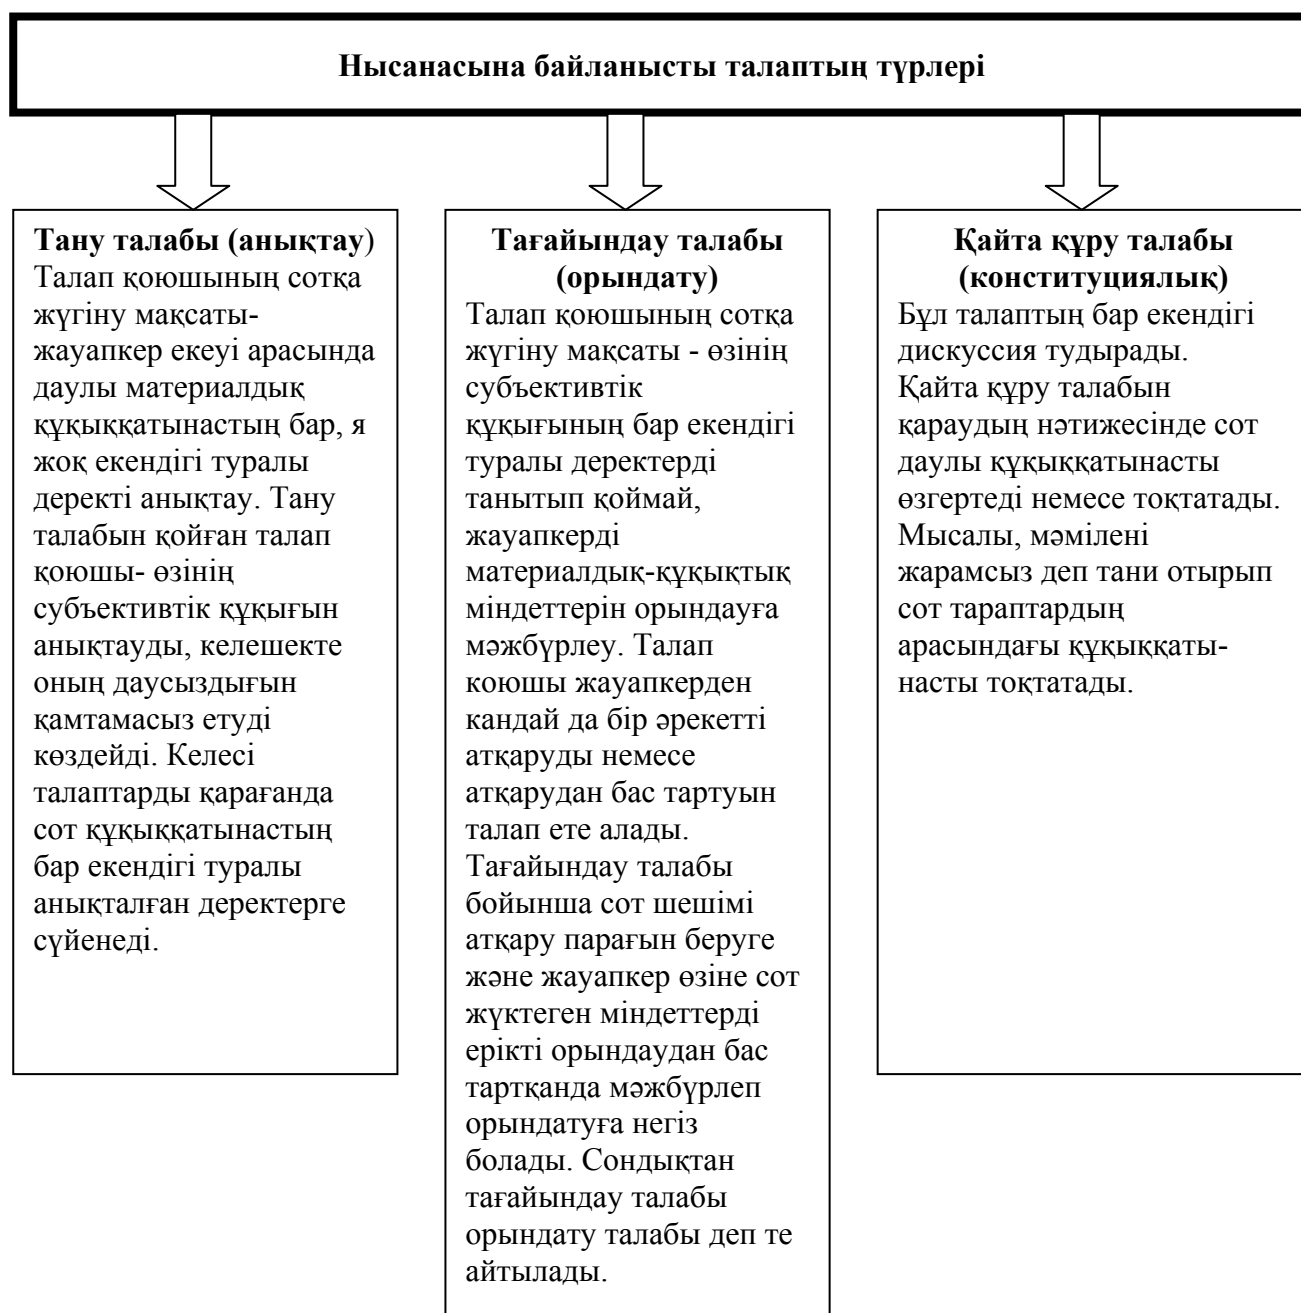 Нысанасына байланысты талаптың түрлері
Тану талабы (анықтау)
Талап қоюшының сотқа
жүгіну мақсаты-
жауапкер екеуі арасында
даулы материалдық
құқыққатынастың бар, я
жоқ екендігі туралы
деректі анықтау. Тану
талабын қойған талап
қоюшы- өзінің
субъективтік құқығын
анықтауды, келешекте
оның даусыздығын
қамтамасыз етуді
көздейді. Келесі
талаптарды қарағанда
сот құқыққатынастың
бар екендігі туралы
анықталған деректерге
сүйенеді.
Тағайындау талабы
(орындату)
Талап қоюшының сотқа
жүгіну мақсаты - өзінің
субъективтік
құқығының бар екендігі
туралы деректерді
танытып қоймай,
жауапкерді
материалдық-құқықтық
міндеттерін орындауға
мәжбүрлеу. Талап
коюшы жауапкерден
кандай да бір әрекетті
атқаруды немесе
атқарудан бас тартуын
талап ете алады.
Тағайындау талабы
бойынша сот шешімі
атқару парағын беруге
және жауапкер өзіне сот
жүктеген міндеттерді
ерікті орындаудан бас
тартқанда мәжбүрлеп
орындатуға негіз
болады. Сондықтан
тағайындау талабы
орындату талабы деп те
айтылады.
Қайта құру талабы
(конституциялық)
Бұл талаптың бар екендігі
дискуссия тудырады.
Қайта құру талабын
қараудың нәтижесінде сот
даулы құқыққатынасты
өзгертеді немесе тоқтатады.
Мысалы, мәмілені
жарамсыз деп тани отырып
сот тараптардың
арасындағы құқыққаты-
насты тоқтатады.